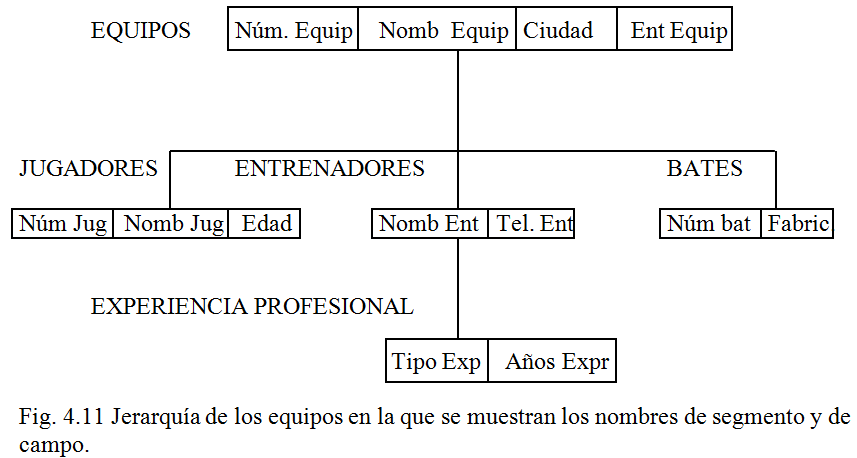 EQUIPOS Núm. Equip Nomb Equip Ciudad Ent Equip
JUGADORES ENTRENADORES BATES
Núm Jug Nomb Jug Edad Nomb Ent Tel. Ent Núm bat Fabric.
EXPERIENCIA PROFESIONAL
Tipo Exp Años Expr
Fig. 4.11 Jerarquía de los equipos en la que se muestran los nombres de segmento y de
campo.